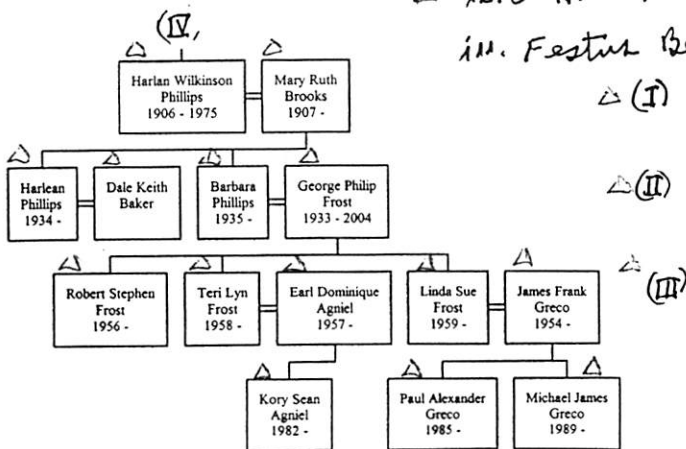 (IV,
in. Festus
Harlan Wilkinson
Phillips
1906 - 1975
Mary Ruth
Brooks
1907 -
(I)
Harlean
Phillips
1934 -
Dale Keith
Baker
Barbara
Phillips
1935 -
George Philip
Frost
1933 - 2004
(II)
Robert Stephen
Frost
1956 -
Teri Lyn
Frost
1958 -
Earl Dominique
Agniel
1957 -
Linda Sue
Frost
1959 -
James Frank
Greco
1954 -
(III)
Kory Sean
Agniel
1982 -
Paul Alexander
Greco
1985 -
Michael James
Greco
1989 -